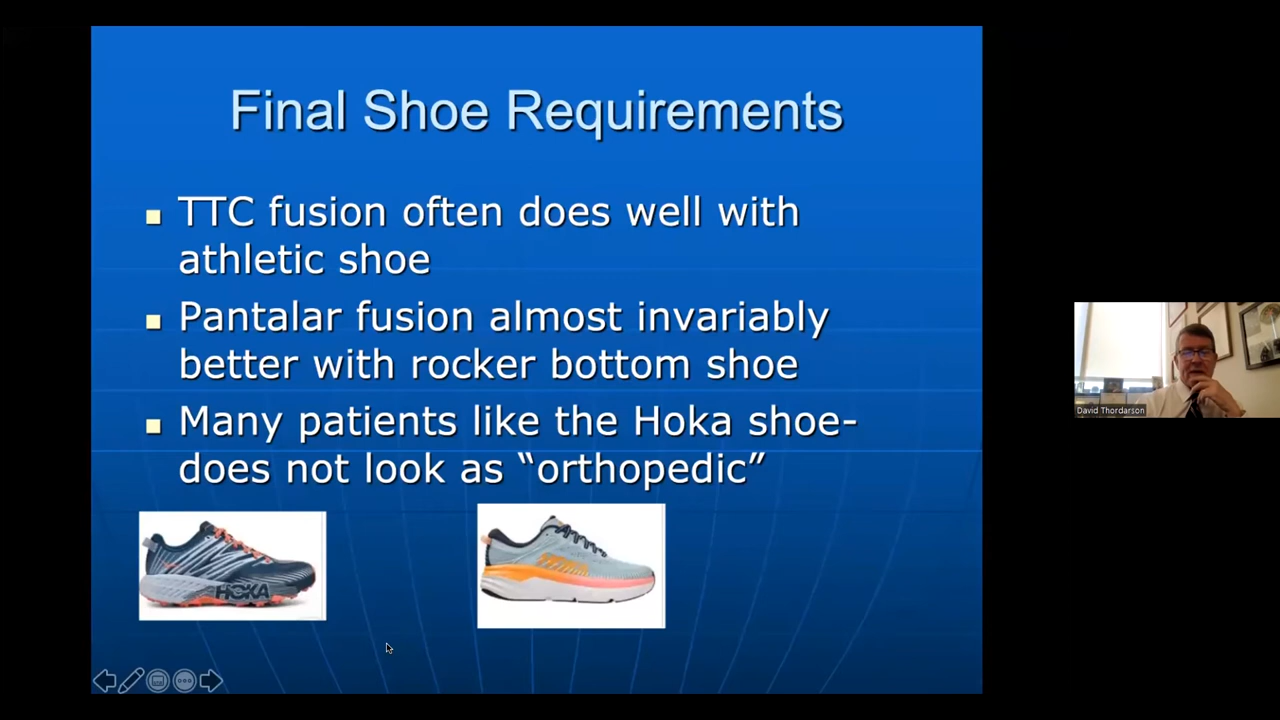 Final Shoe Requirements
TTC fusion often does well with
athletic shoe
Pantalar fusion almost invariably
better with rocker bottom shoe
Many patients like the Hoka shoe-
does not look as “orthopedic”
HOKA
David Thordarson